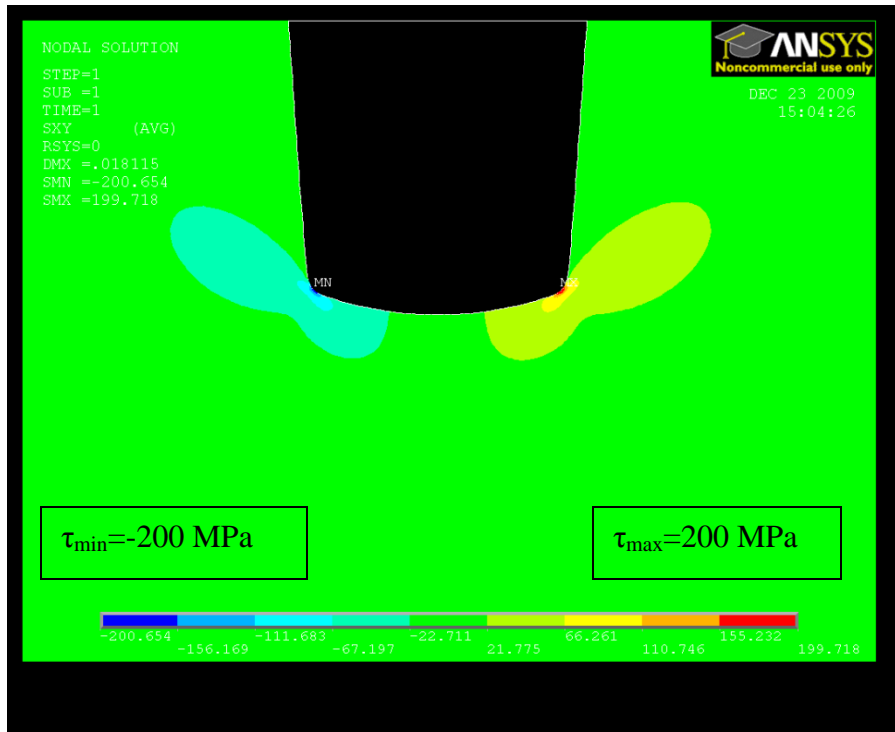 NODAL SOLUTION
STEP=1
SUB =1
TIME=1
SXY (AVG)
RSYS=0
DMX =.018115
SMN =-200.654
SMX =199.718
ANSYS
Noncommercial use only
DEC 23 2009
15:04:26
MN
MX
τmin=-200 MPa
τmax=200 MPa
-200.654 -111.683 -22.711 66.261 155.232
-156.169 -67.197 21.775 110.746 199.718